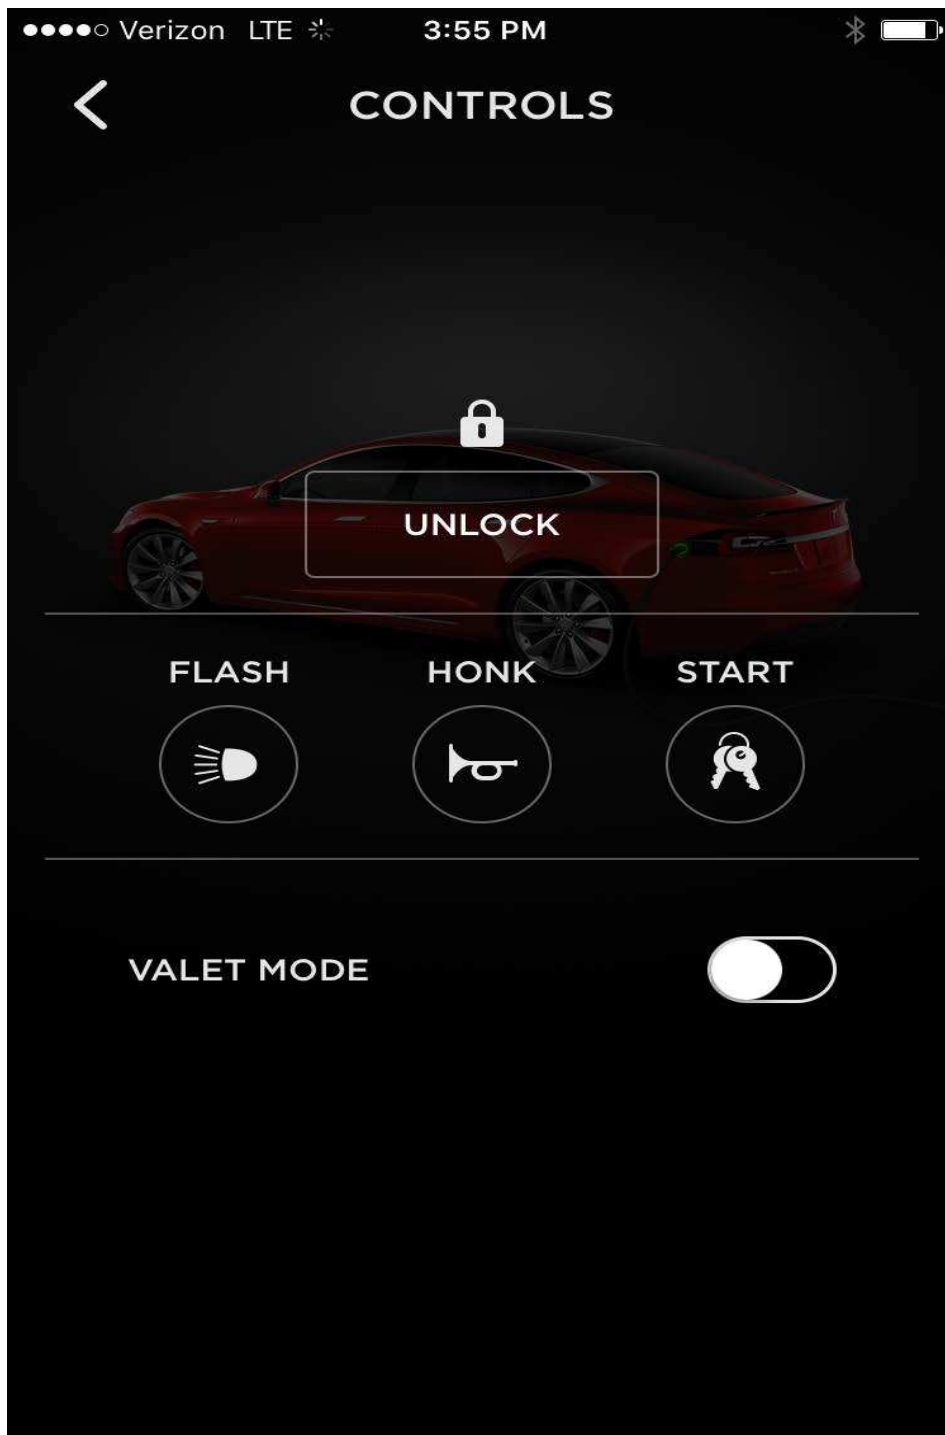 Verizon LTE 3:55 PM
CONTROLS
UNLOCK
FLASH HONK START
VALET MODE